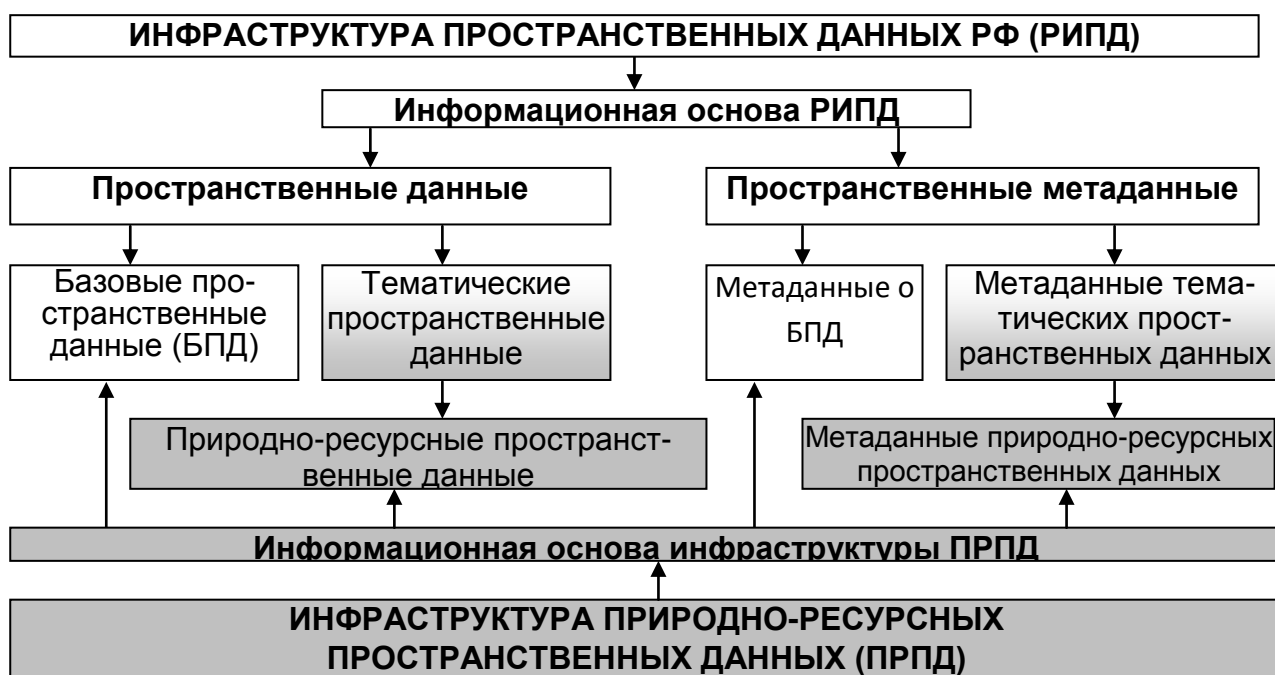 ИНФРАСТРУКТУРА ПРОСТРАНСТВЕННЫХ ДАННЫХ РФ (РИПД)
Информационная основа РИПД
Пространственные данные
Пространственные метаданные
Базовые про-
странственные
данные (БПД)
Тематические
пространственные
данные
Метаданные о
БПД
Метаданные тема-
тических прост-
ранственных данных
Природно-ресурсные пространст-
венные данные
Метаданные природно-ресурсных
пространственных данных
Информационная основа инфраструктуры ПРПД
ИНФРАСТРУКТУРА ПРИРОДНО-РЕСУРСНЫХ
ПРОСТРАНСТВЕННЫХ ДАННЫХ (ПРПД)